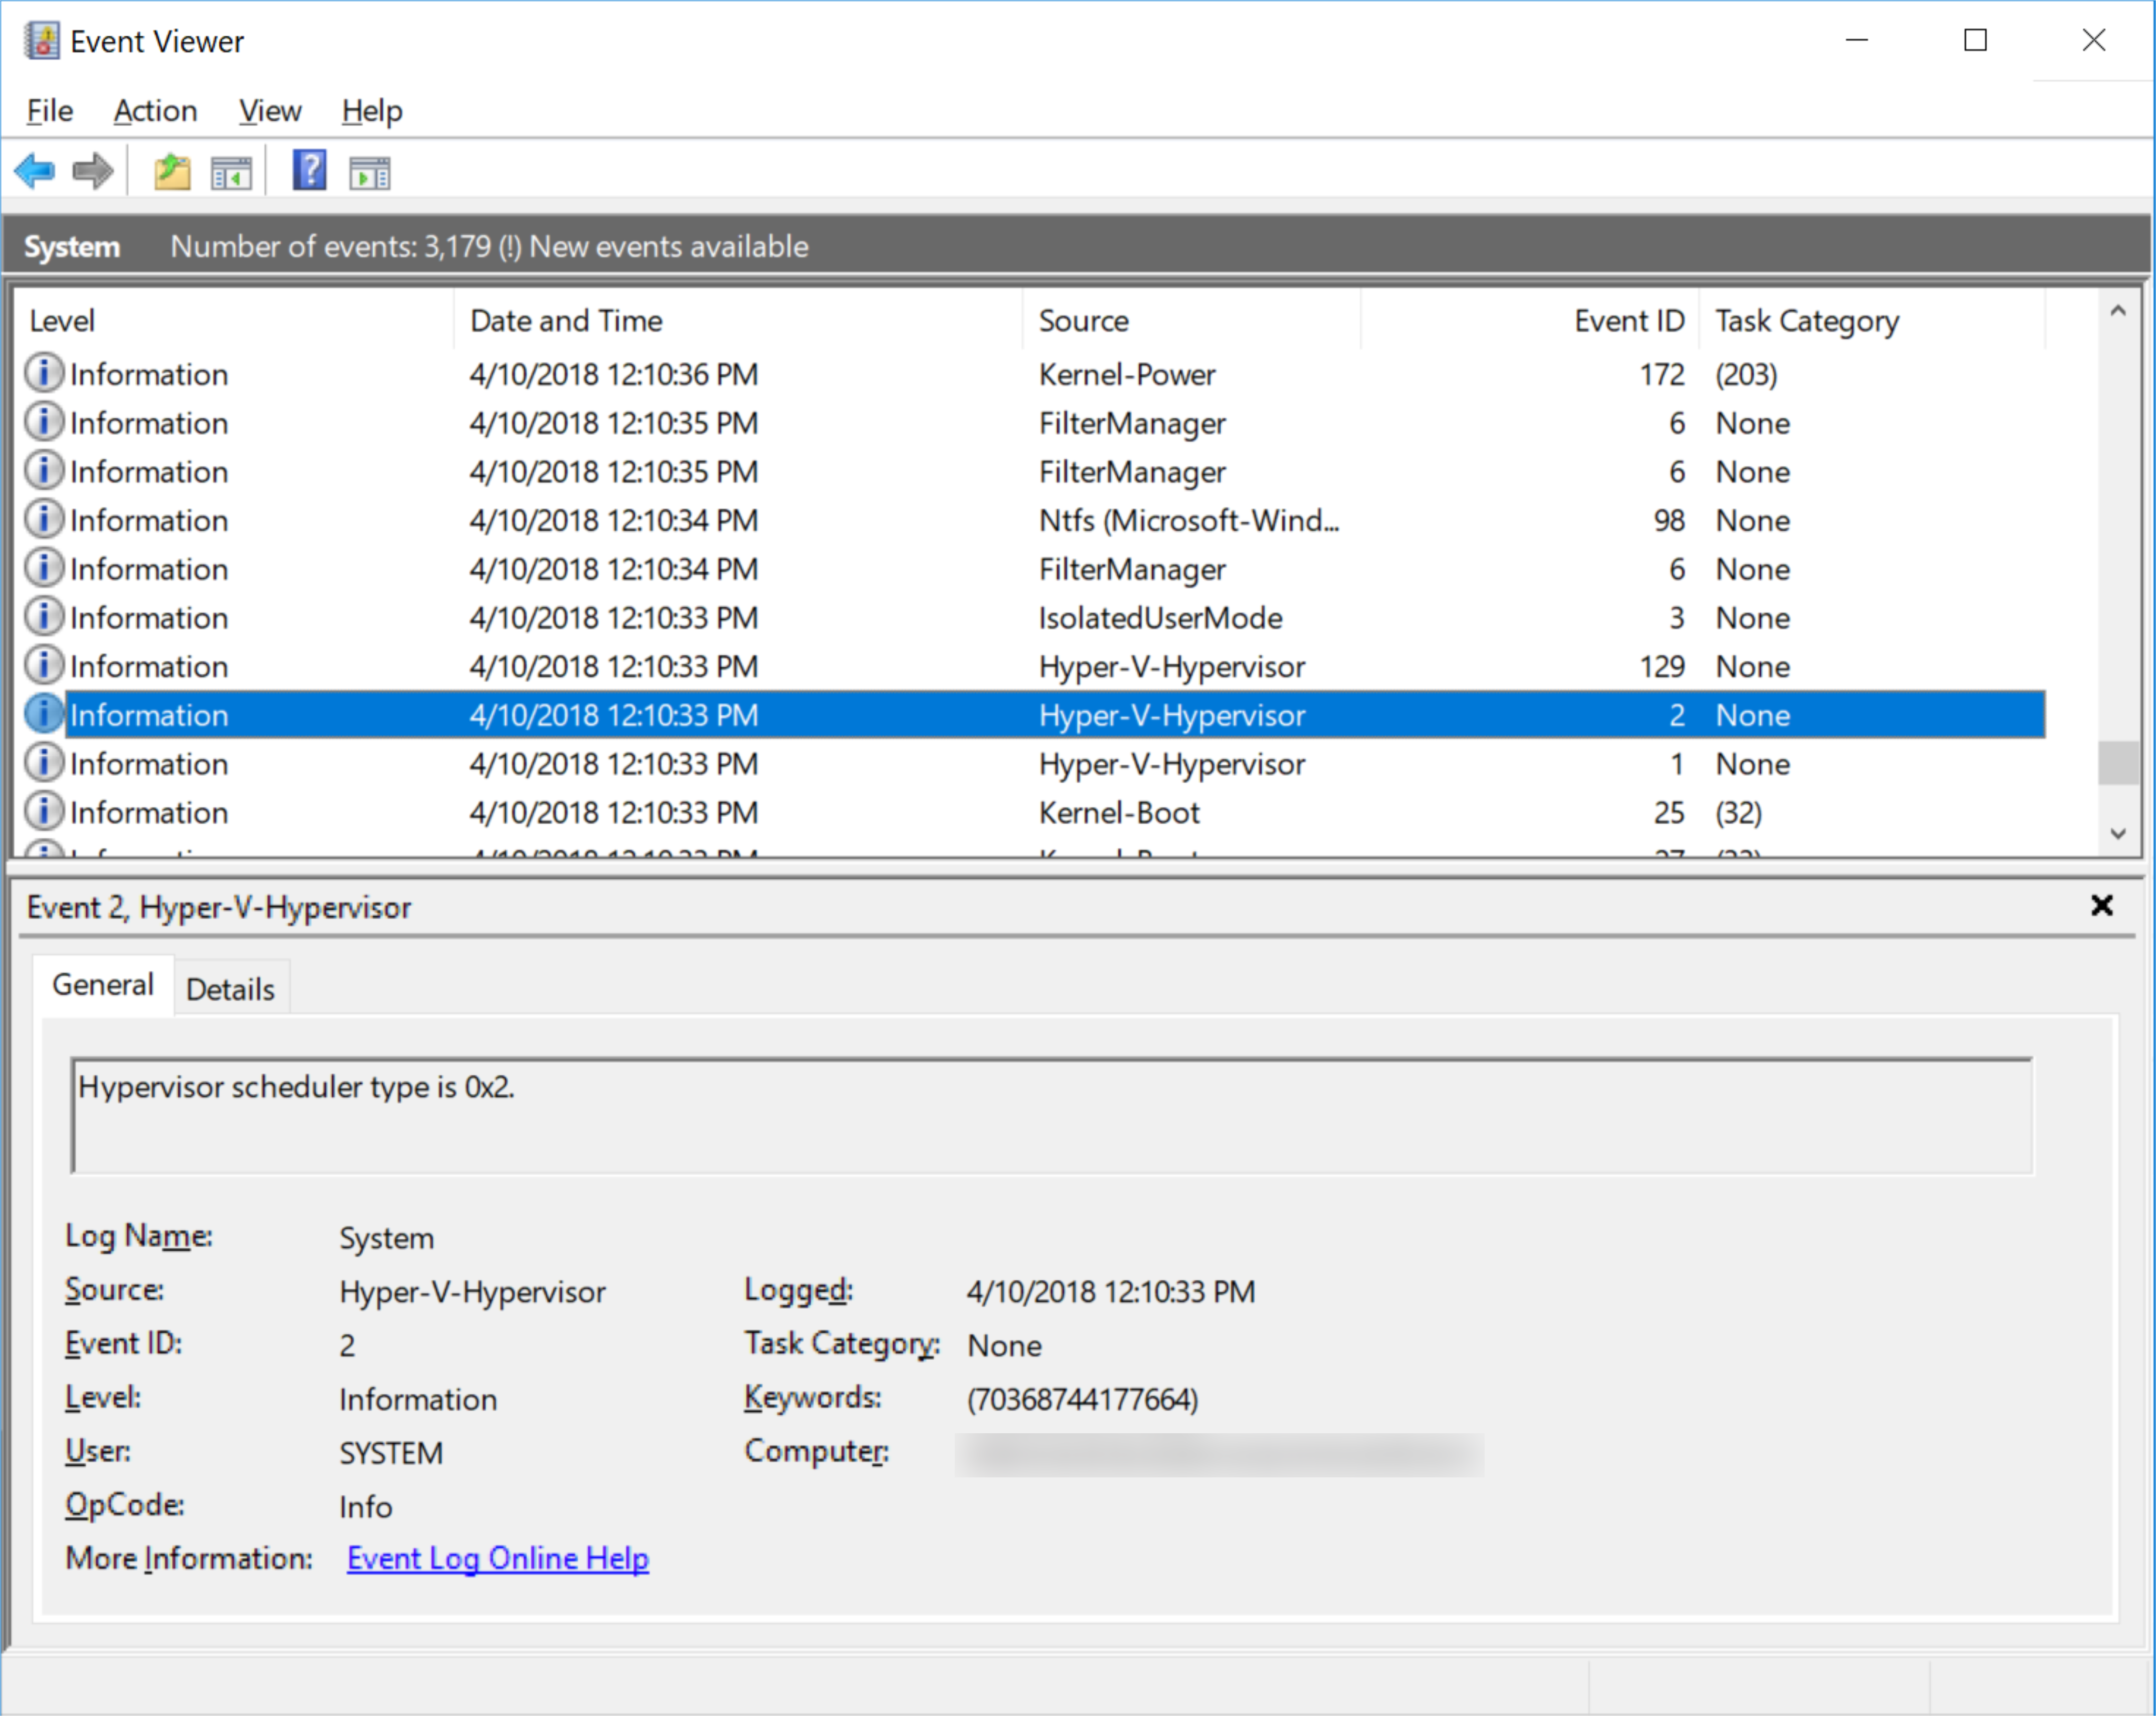 Event Viewer
File Action View Help
System Number of events: 3,179 (!) New events available
Level Date and Time Source Event ID Task Category
Information 4/10/2018 12:10:36 PM Kernel-Power 172 (203)
Information 4/10/2018 12:10:35 PM FilterManager 6 None
Information 4/10/2018 12:10:35 PM FilterManager 6 None
Information 4/10/2018 12:10:34 PM Ntfs (Microsoft-Wind... 98 None
Information 4/10/2018 12:10:34 PM FilterManager 6 None
Information 4/10/2018 12:10:33 PM IsolatedUserMode 3 None
Information 4/10/2018 12:10:33 PM Hyper-V-Hypervisor 129 None
Information 4/10/2018 12:10:33 PM Hyper-V-Hypervisor 2 None
Information 4/10/2018 12:10:33 PM Hyper-V-Hypervisor 1 None
Information 4/10/2018 12:10:33 PM Kernel-Boot 25 (32)
Event 2, Hyper-V-Hypervisor
General Details
Hypervisor scheduler type is 0x2.
Log Name: System
Source: Hyper-V-Hypervisor Logged: 4/10/2018 12:10:33 PM
Event ID: 2 Task Category: None
Level: Information Keywords: (70368744177664)
User: SYSTEM Computer:
OpCode: Info
More Information: Event Log Online Help